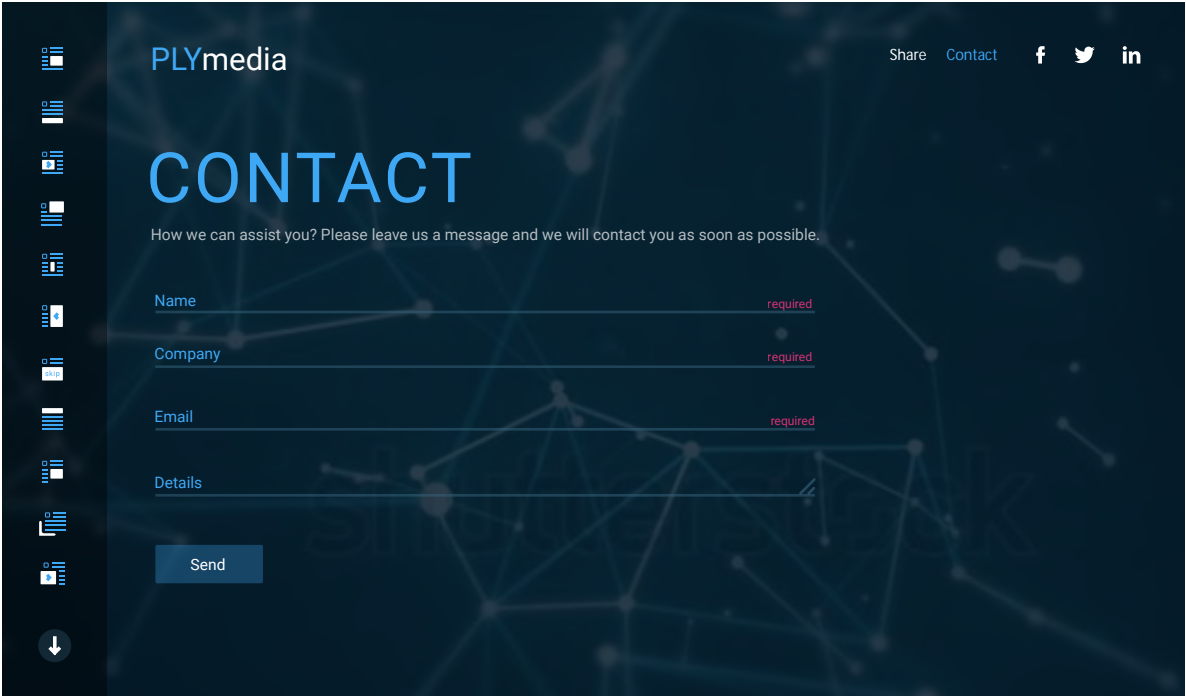 PLYmedia
Share Contact
CONTACT
How we can assist you? Please leave us a message and we will contact you as soon as possible.
Name required
Company required
Email required
Details
Send
skip
shutterstock